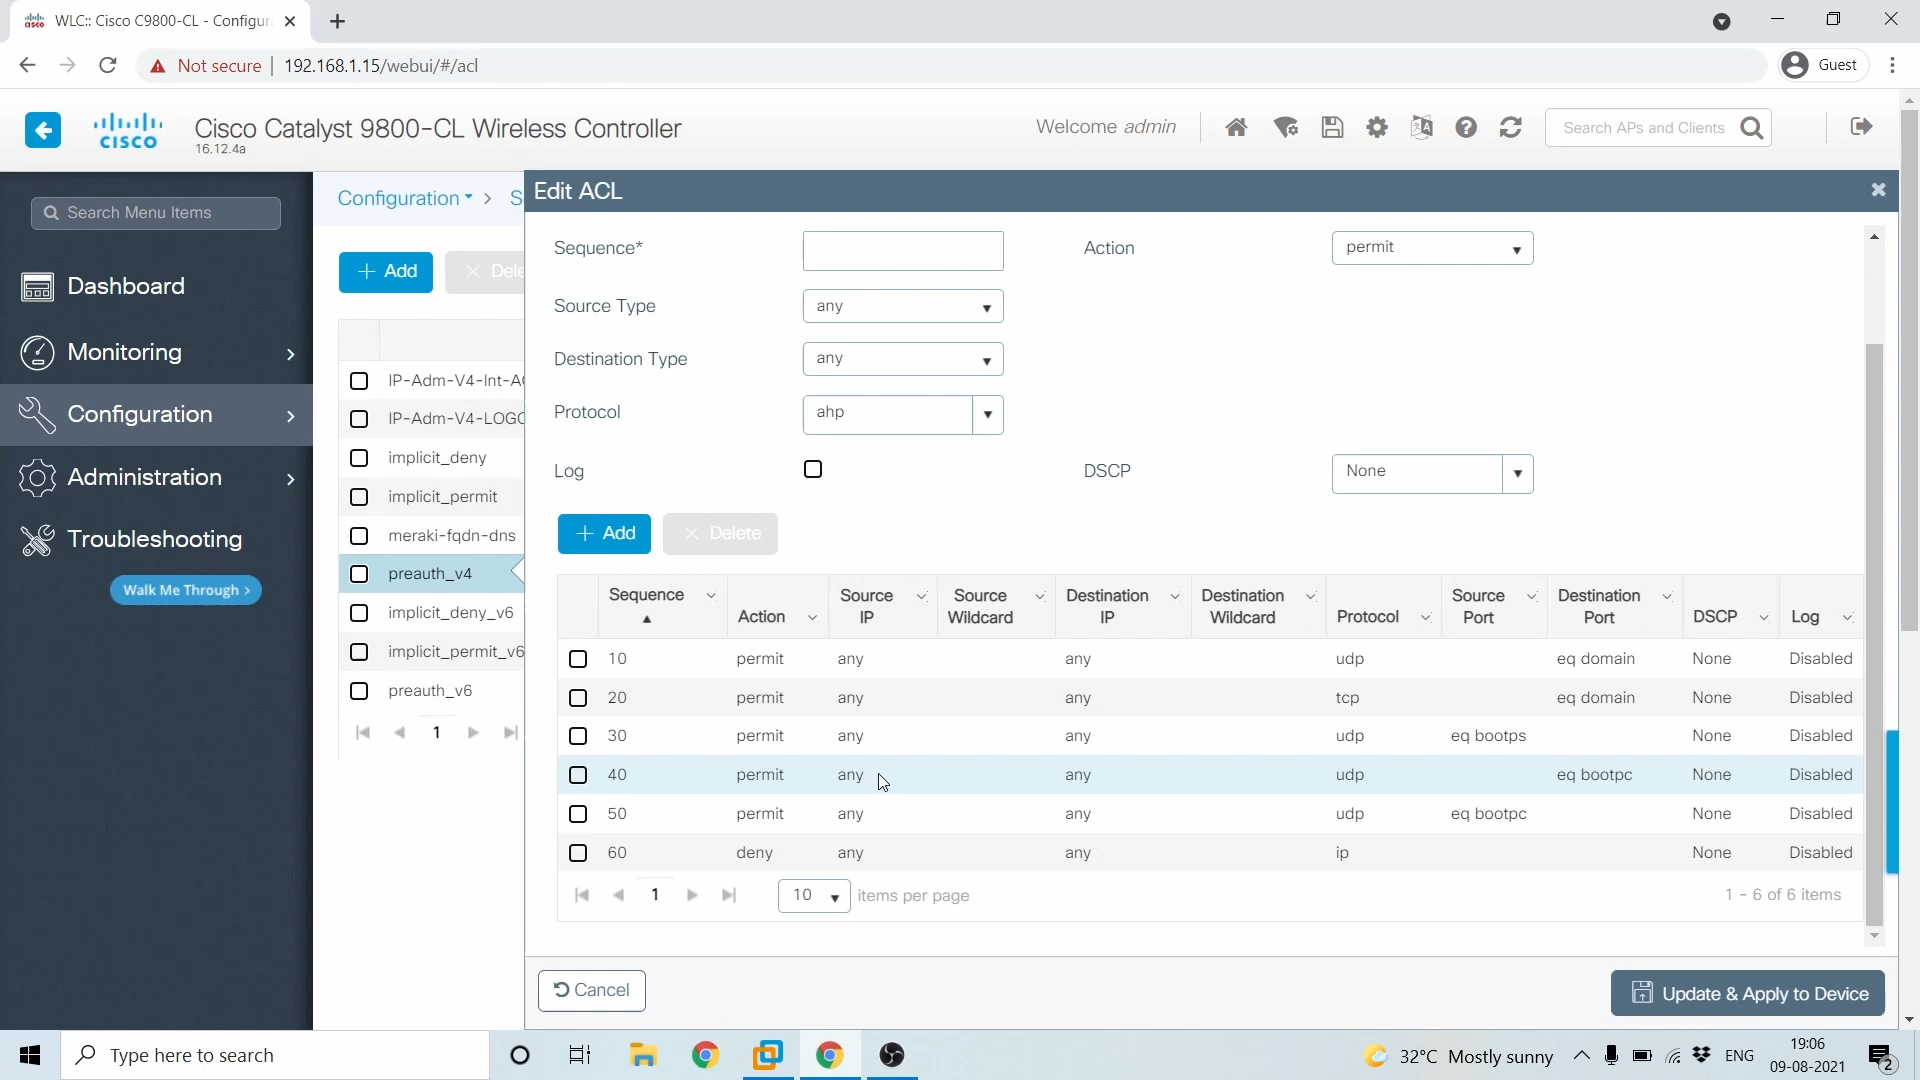 WLC:: Cisco C9800-CL - Configur
Not secure | 192.168.1.15/webui/#/acl
Guest
CISCO
Cisco Catalyst 9800-CL Wireless Controller
16.12.4a
Welcome admin
Search APs and Clients
Search Menu Items
Dashboard
Monitoring
Configuration
Administration
Troubleshooting
Walk Me Through >
Configuration > S
+ Add × Dele
IP-Adm-V4-Int-AC
IP-Adm-V4-LOGO
implicit_deny
implicit_permit
meraki-fqdn-dns
preauth_v4
implicit_deny_v6
implicit_permit_v6
preauth_v6
1
Edit ACL
Sequence* Action permit
Source Type any
Destination Type any
Protocol ahp
Log DSCP None
+ Add × Delete
Sequence Action Source IP Source Wildcard Destination IP Destination Wildcard Protocol Source Port Destination Port DSCP Log
10 permit any any udp eq domain None Disabled
20 permit any any tcp eq domain None Disabled
30 permit any any udp eq bootps None Disabled
40 permit any any udp eq bootpc None Disabled
50 permit any any udp eq bootpc None Disabled
60 deny any any ip None Disabled
1 10 items per page 1 - 6 of 6 items
Cancel Update & Apply to Device
Type here to search
32°C Mostly sunny ENG
19:06
09-08-2021
2